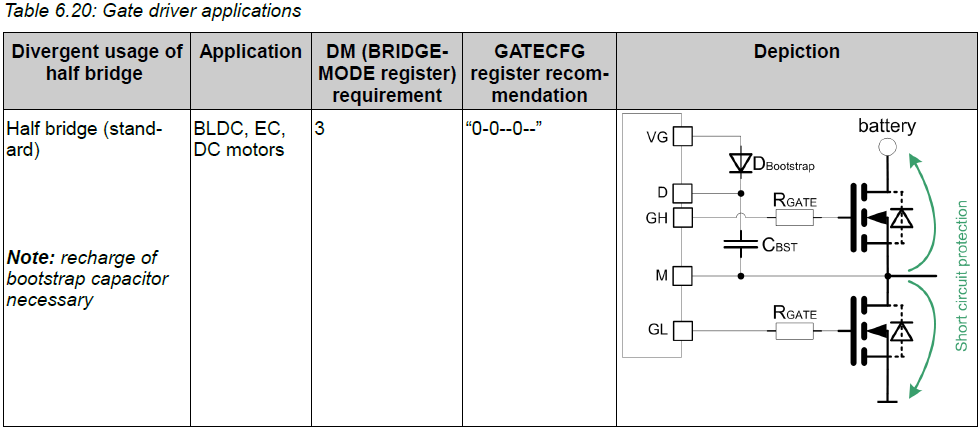 Table 6.20: Gate driver applications
Divergent usage of
half bridge
Application
DM (BRIDGE-
MODE register)
requirement
GATECFG
register recom-
mendation
Depiction
Half bridge (stand-
ard)
Note: recharge of
bootstrap capacitor
necessary
BLDC, EC,
DC motors
3
“0-0--0--”
battery
VG
DBootstrap
D
RGATE
GH
CBST
M
RGATE
GL
Short circuit protection